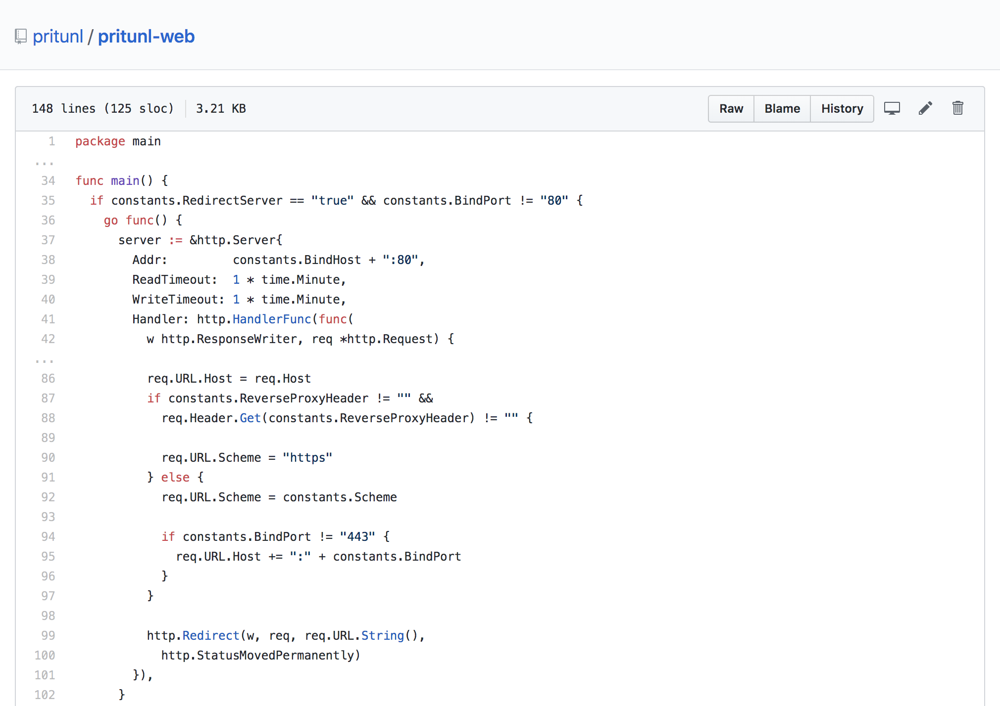 pritunl / pritunl-web
148 lines (125 sloc) 3.21 KB Raw Blame History
1 package main
...
34 func main() {
35   if constants.RedirectServer == "true" && constants.BindPort != "80" {
36     go func() {
37       server := &http.Server{
38         Addr:         constants.BindHost + ":80",
39         ReadTimeout:  1 * time.Minute,
40         WriteTimeout: 1 * time.Minute,
41         Handler: http.HandlerFunc(func(
42           w http.ResponseWriter, req *http.Request) {
...
86           req.URL.Host = req.Host
87           if constants.ReverseProxyHeader != "" &&
88             req.Header.Get(constants.ReverseProxyHeader) != "" {
89
90             req.URL.Scheme = "https"
91           } else {
92             req.URL.Scheme = constants.Scheme
93
94             if constants.BindPort != "443" {
95               req.URL.Host += ":" + constants.BindPort
96             }
97           }
98
99           http.Redirect(w, req, req.URL.String(),
100             http.StatusMovedPermanently)
101         }),
102       }